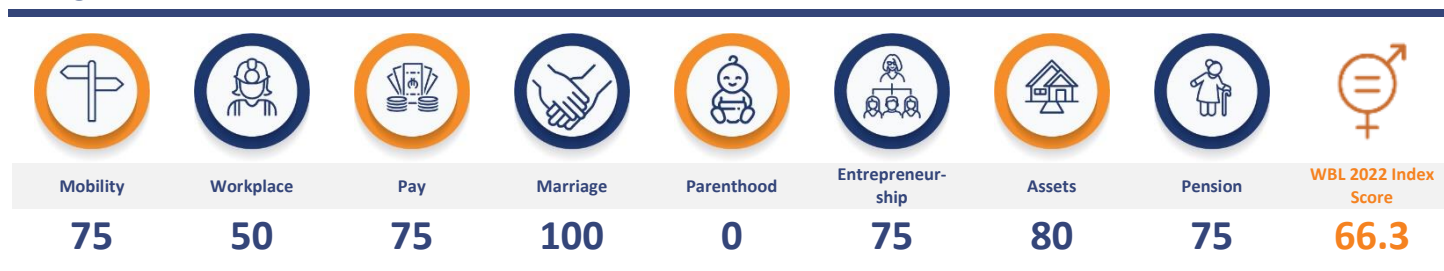 Mobility
Workplace
Pay
Marriage
Parenthood
Entrepreneur-
ship
Assets
Pension
WBL 2022 Index
Score
75
50
75
100
0
75
80
75
66.3